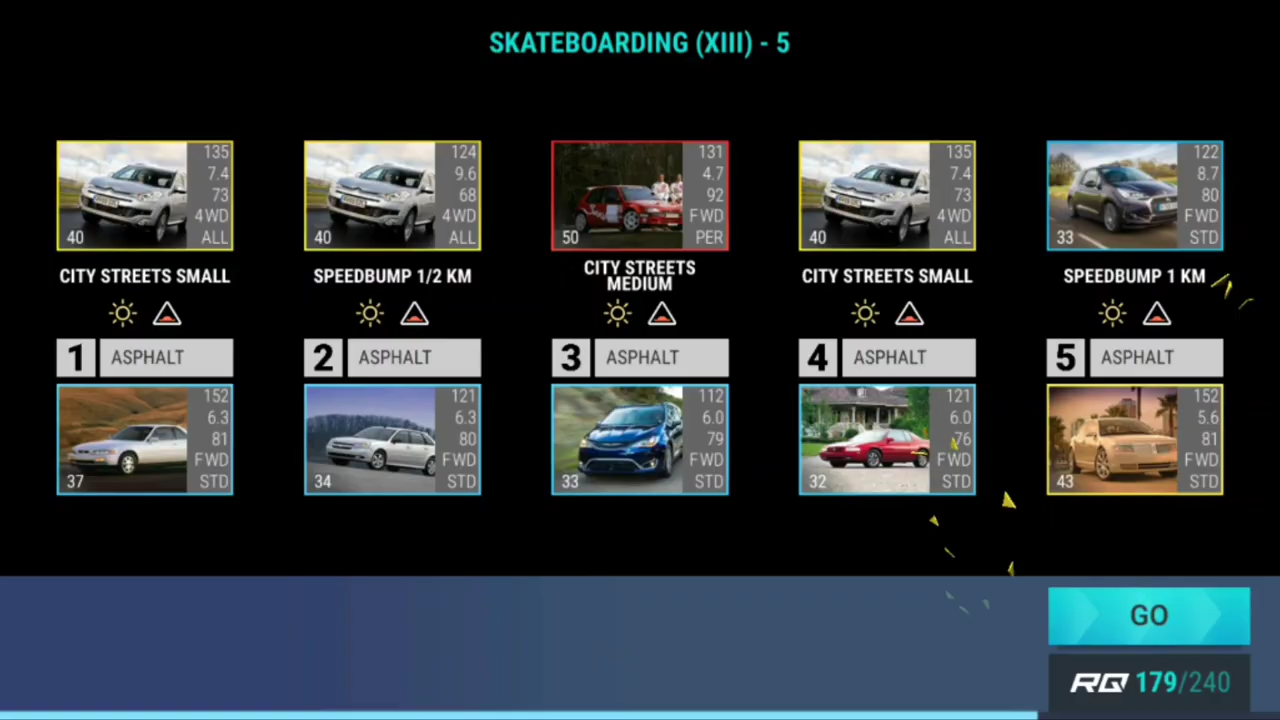 SKATEBOARDING (XIII) - 5
135
7.4
73
4WD
40 ALL
124
9.6
68
4WD
40 ALL
131
4.7
92
FWD
50 PER
135
7.4
73
4WD
40 ALL
122
8.7
80
FWD
33 STD
CITY STREETS SMALL
SPEEDBUMP 1/2 KM
CITY STREETS
MEDIUM
CITY STREETS SMALL
SPEEDBUMP 1 KM
1 ASPHALT
2 ASPHALT
3 ASPHALT
4 ASPHALT
5 ASPHALT
152
6.3
81
FWD
37 STD
121
6.3
80
FWD
34 STD
112
6.0
79
FWD
33 STD
121
6.0
76
FWD
32 STD
152
5.6
81
FWD
43 STD
GO
RQ 179/240